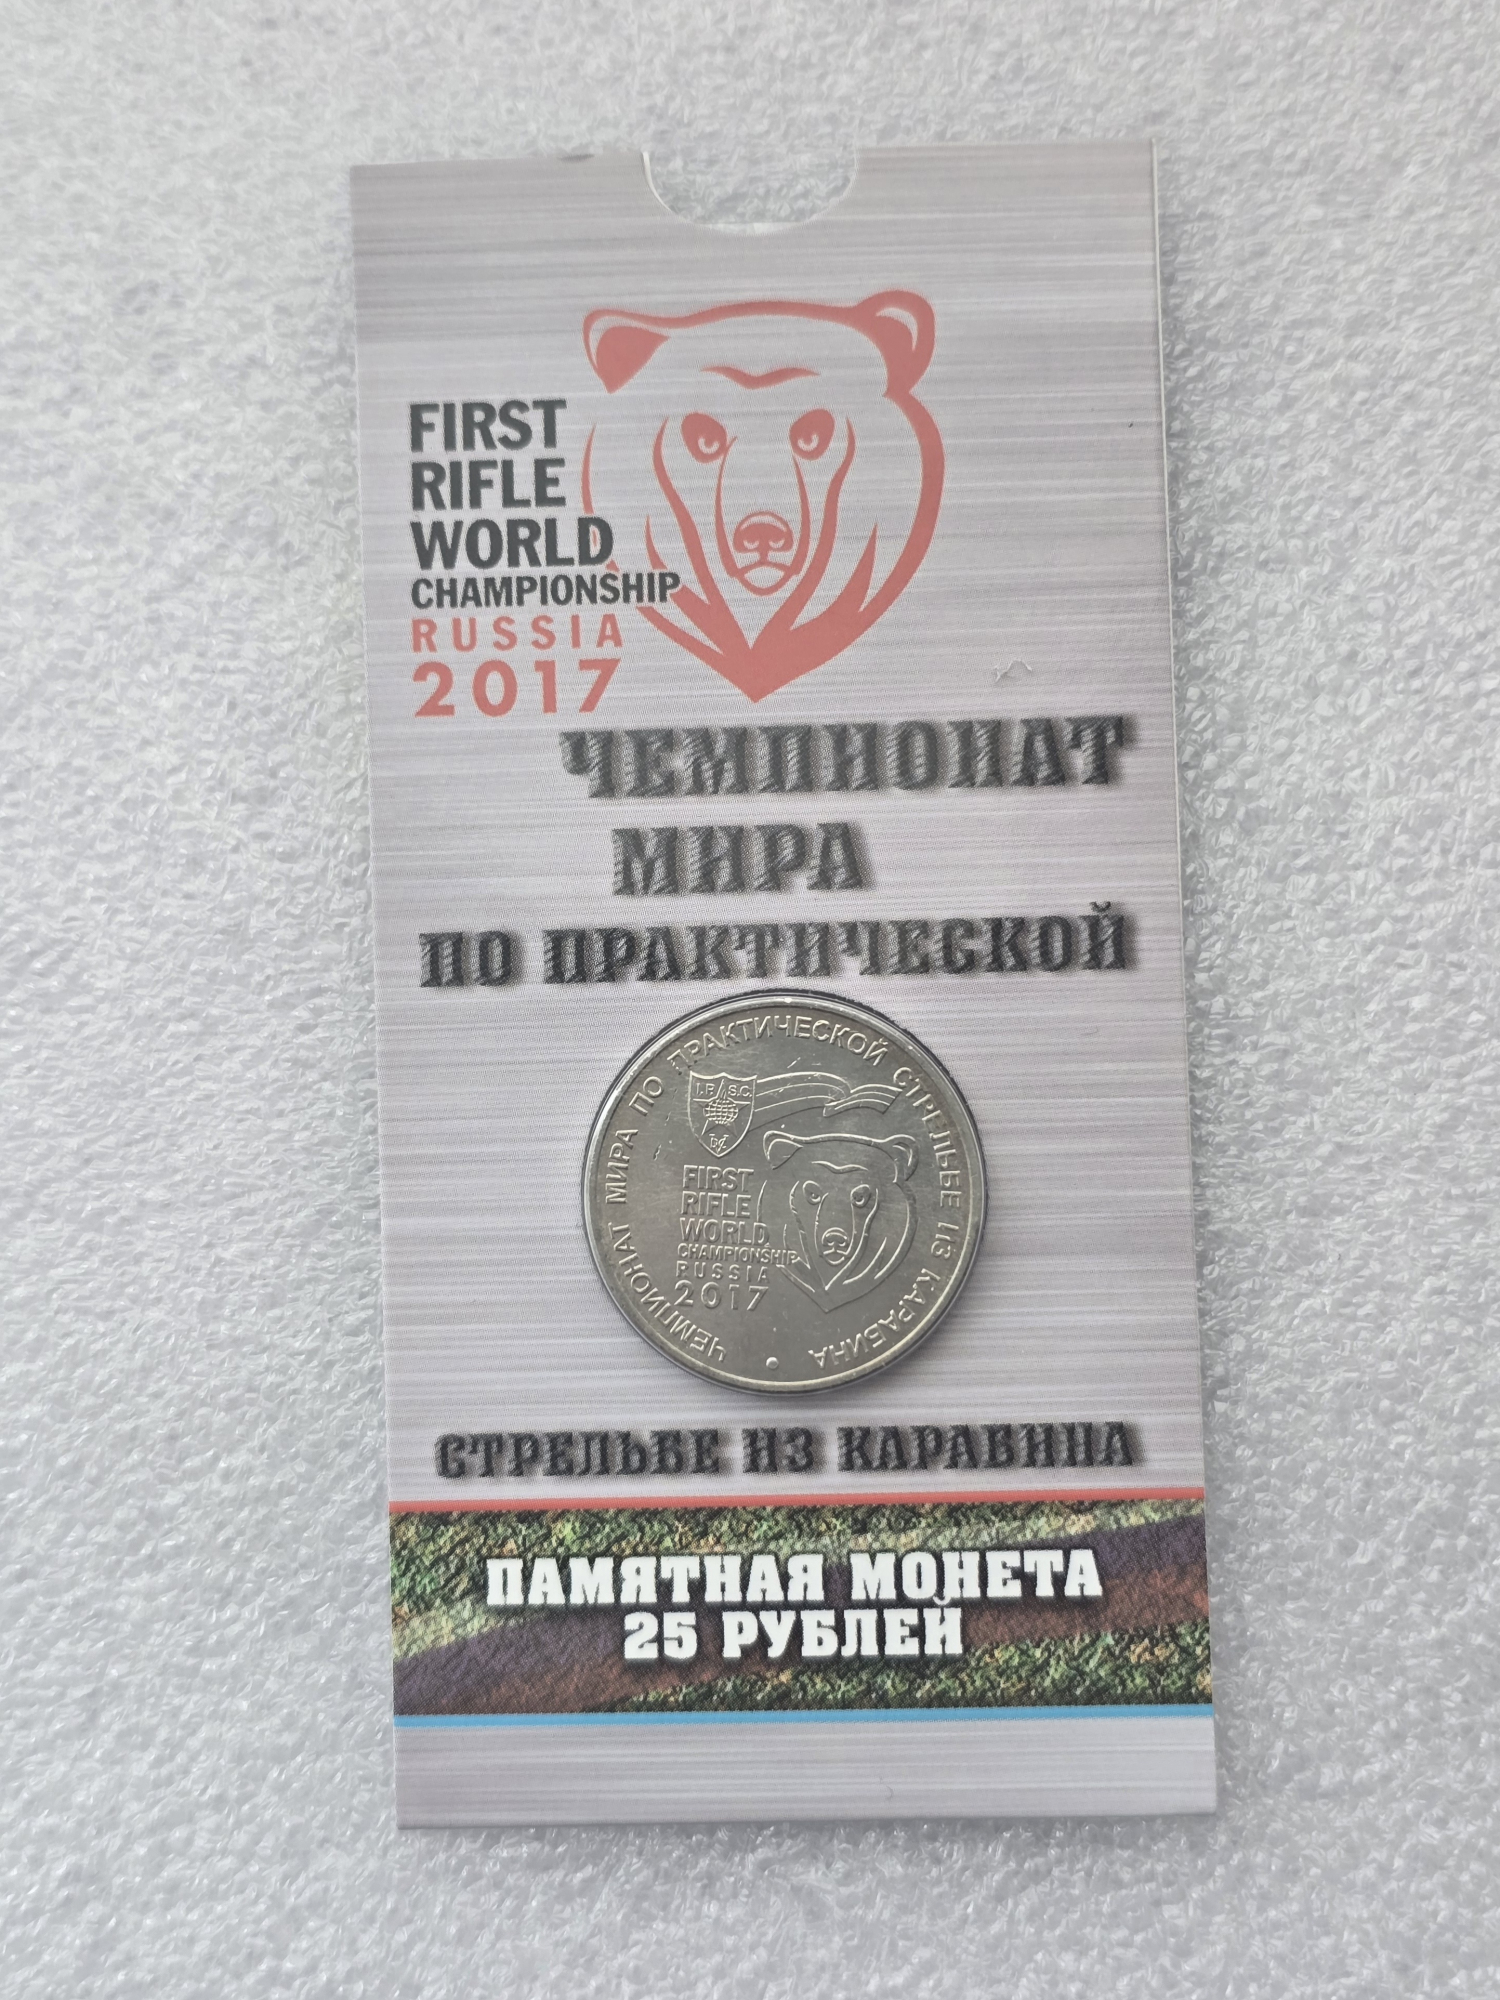 FIRST
RIFLE
WORLD
CHAMPIONSHIP
RUSSIA
2017
ЧЕМПИОНАТ
МИРА
ПО ПРАКТИЧЕСКОЙ
ЧЕМПИОНАТ МИРА ПО ПРАКТИЧЕСКОЙ СТРЕЛЬБЕ ИЗ КАРАБИНА
I.P.S.C.
FIRST
RIFLE
WORLD
CHAMPIONSHIP
RUSSIA
2017
СТРЕЛЬБЕ ИЗ КАРАБИНА
ПАМЯТНАЯ МОНЕТА
25 РУБЛЕЙ